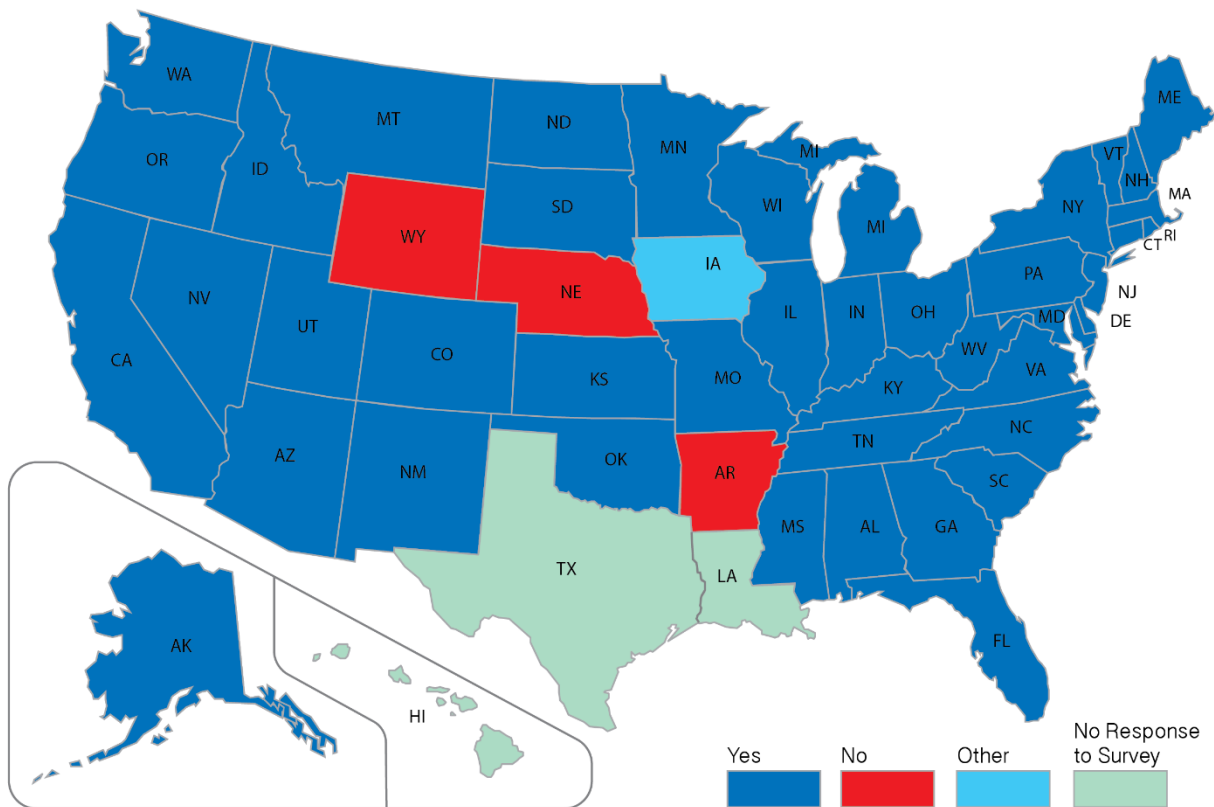 WA
MT
ND
MN
MI
ME
VT
NH
MA
OR
ID
SD
WI
MI
NY
CT
RI
WY
IA
PA
NJ
NE
NV
UT
CO
IL
IN
OH
MD
DE
WV
VA
CA
KS
MO
KY
NC
TN
AZ
NM
OK
AR
SC
MS
AL
GA
TX
LA
AK
FL
HI
Yes
No
Other
No Response
to Survey